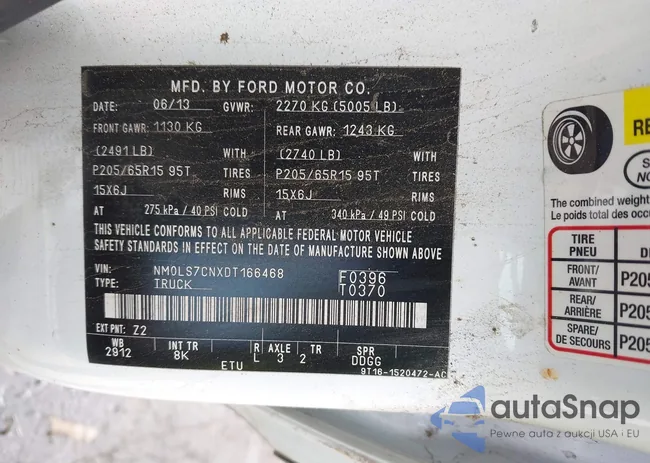 MFD. BY FORD MOTOR CO.
DATE: 06/13 GVWR: 2270 KG (5005 LB)
FRONT GAWR: 1130 KG REAR GAWR: 1243 KG
(2491 LB) WITH (2740 LB) WITH
P205/65R15 95T TIRES P205/65R15 95T TIRES
15X6J RIMS 15X6J RIMS
AT 275 kPa / 40 PSI COLD AT 340 kPa / 49 PSI COLD
THIS VEHICLE CONFORMS TO ALL APPLICABLE FEDERAL MOTOR VEHICLE
SAFETY STANDARDS IN EFFECT ON THE DATE OF MANUFACTURE SHOWN ABOVE
VIN: NM0LS7CNXDT166468 F0396
TYPE: TRUCK T0370
EXT PNT: Z2
WB INT TR R AXLE TR SPR
2912 8K L 3 2 DDGG
ETU 9T16-1520472-AC
The combined weight
Le poids total des occ
TIRE
PNEU
FRONT/
AVANT P205
REAR/
ARRIÈRE P205
SPARE/
DE SECOURS P205
autaSnap
Pewne auta z aukcji USA i EU